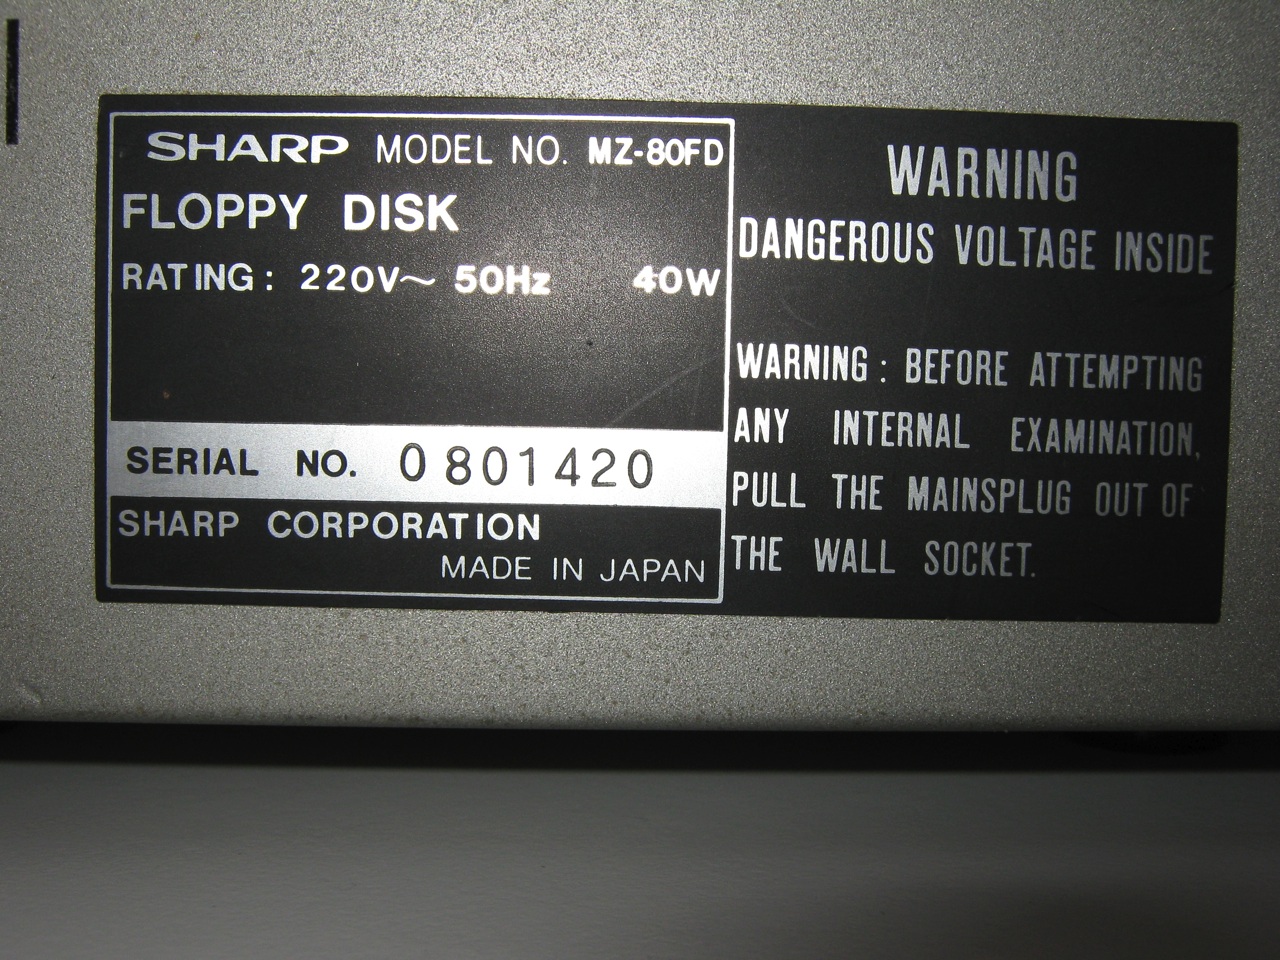 SHARP MODEL NO. MZ-80FD
FLOPPY DISK
RATING: 220V~ 50Hz 40W
SERIAL NO. 0801420
SHARP CORPORATION
MADE IN JAPAN
WARNING
DANGEROUS VOLTAGE INSIDE
WARNING: BEFORE ATTEMPTING
ANY INTERNAL EXAMINATION,
PULL THE MAINSPLUG OUT OF
THE WALL SOCKET.